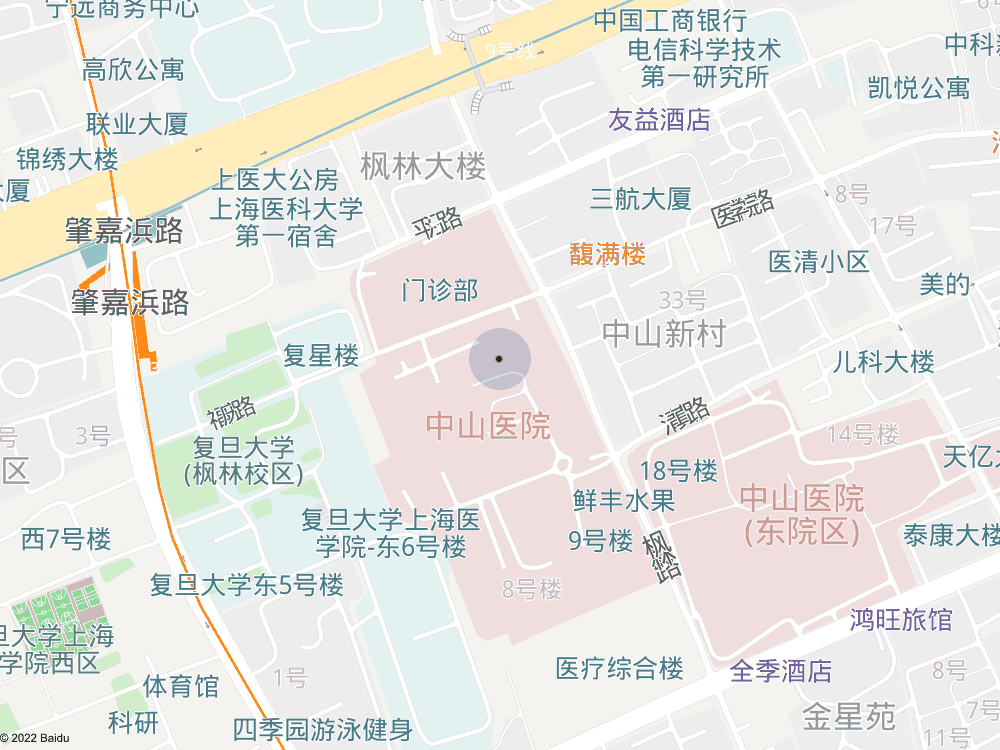 宁远商务中心
中国工商银行
9号线
电信科学技术
第一研究所
中科
高欣公寓
凯悦公寓
联业大厦
友益酒店
锦绣大楼
枫林大楼
大厦
上医大公房
上海医科大学
第一宿舍
三航大厦
医学院路
8号
17号
肇嘉浜路
平江路
馥满楼
医清小区
门诊部
美的
肇嘉浜路
33号
中山新村
复星楼
儿科大楼
清真路
3号
号
区
复旦大学
(枫林校区)
中山医院
14号楼
天亿
18号楼
中山医院
(东院区)
鲜丰水果
复旦大学上海医
学院-东6号楼
西7号楼
9号楼
枫林路
泰康大楼
复旦大学东5号楼
8号楼
鸿旺旅馆
旦大学上海
学院西区
1号
体育馆
医疗综合楼
全季酒店
8号
科研
四季园游泳健身
金星苑
7号
11号
© 2022 Baidu